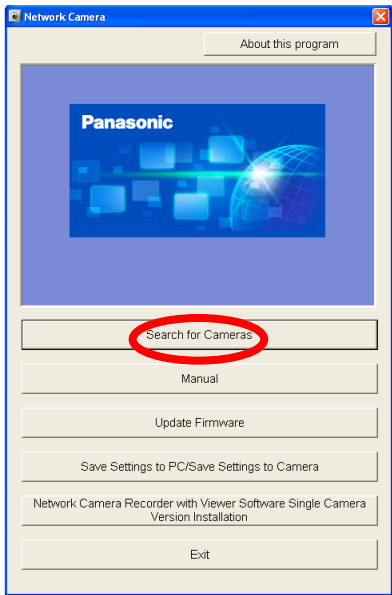 Network Camera
About this program
Panasonic
Search for Cameras
Manual
Update Firmware
Save Settings to PC/Save Settings to Camera
Network Camera Recorder with Viewer Software Single Camera
Version Installation
Exit